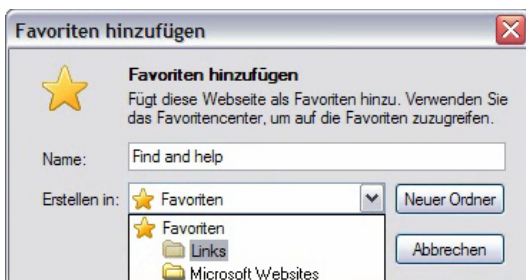 Favoriten hinzufügen
Favoriten hinzufügen
Fügt diese Webseite als Favoriten hinzu. Verwenden Sie
das Favoritencenter, um auf die Favoriten zuzugreifen.
Name: Find and help
Erstellen in: Favoriten Neuer Ordner
Favoriten
Links Abbrechen
Microsoft Websites